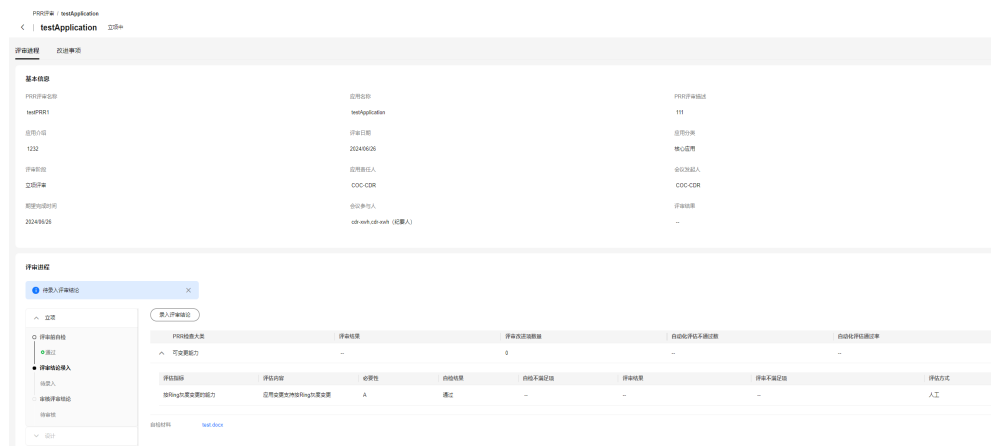 PRR评审 / testApplication
testApplication 立项中
评审进程 改进事项
基本信息
PRR评审名称 应用名称 PRR评审描述
testPRR1 testApplication 111
应用介绍 评审日期 应用分类
1232 2024/06/26 核心应用
评审阶段 应用责任人 会议发起人
立项评审 COC-CDR COC-CDR
期望完成时间 会议参与人 评审结果
2024/06/26 cdr-xwh,cdr-xwh（纪要人） --
评审进程
待录入评审结论
立项 录入评审结论
PRR检查大类 评审结果 评审改进项数量 自动化评估不通过数 自动化评估通过率
评审前自检
可变更能力 -- 0 -- --
通过
评审结论录入
评估指标 评估内容 必要性 自检结果 自检不满足项 评审结果 评审不满足项 评估方式
待录入
按Ring灰度变更的能力 应用变更支持按Ring灰度变更 A 通过 -- -- -- 人工
审核评审结论
待审核
自检材料 test.docx
设计